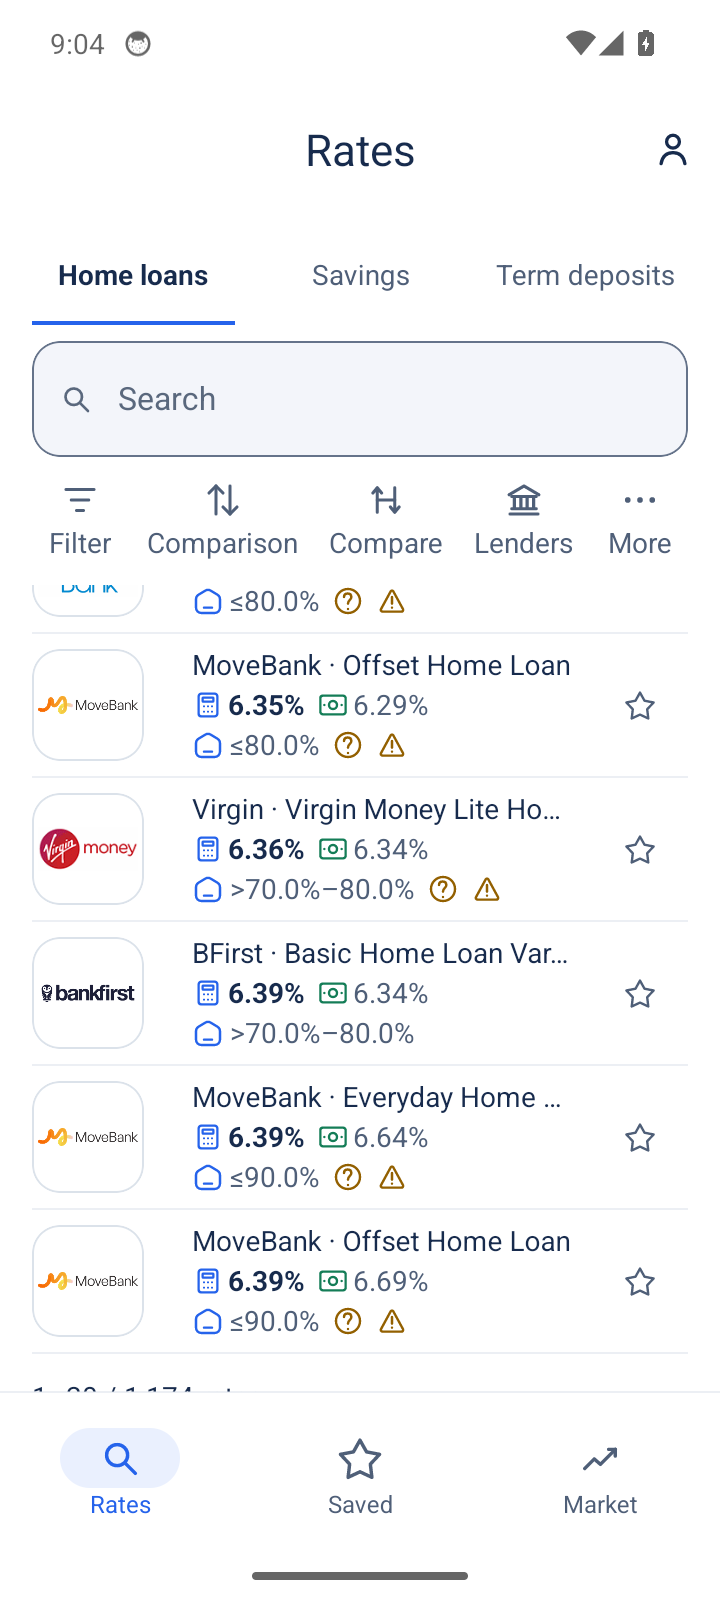 9:04
Rates
Home loans
Savings
Term deposits
Search
Filter
Comparison
Compare
Lenders
More
≤80.0%
MoveBank · Offset Home Loan
MoveBank
6.35% 6.29%
≤80.0%
Virgin · Virgin Money Lite Ho...
Virgin money
6.36% 6.34%
>70.0%–80.0%
BFirst · Basic Home Loan Var...
bankfirst
6.39% 6.34%
>70.0%–80.0%
MoveBank · Everyday Home ...
MoveBank
6.39% 6.64%
≤90.0%
MoveBank · Offset Home Loan
MoveBank
6.39% 6.69%
≤90.0%
Rates
Saved
Market